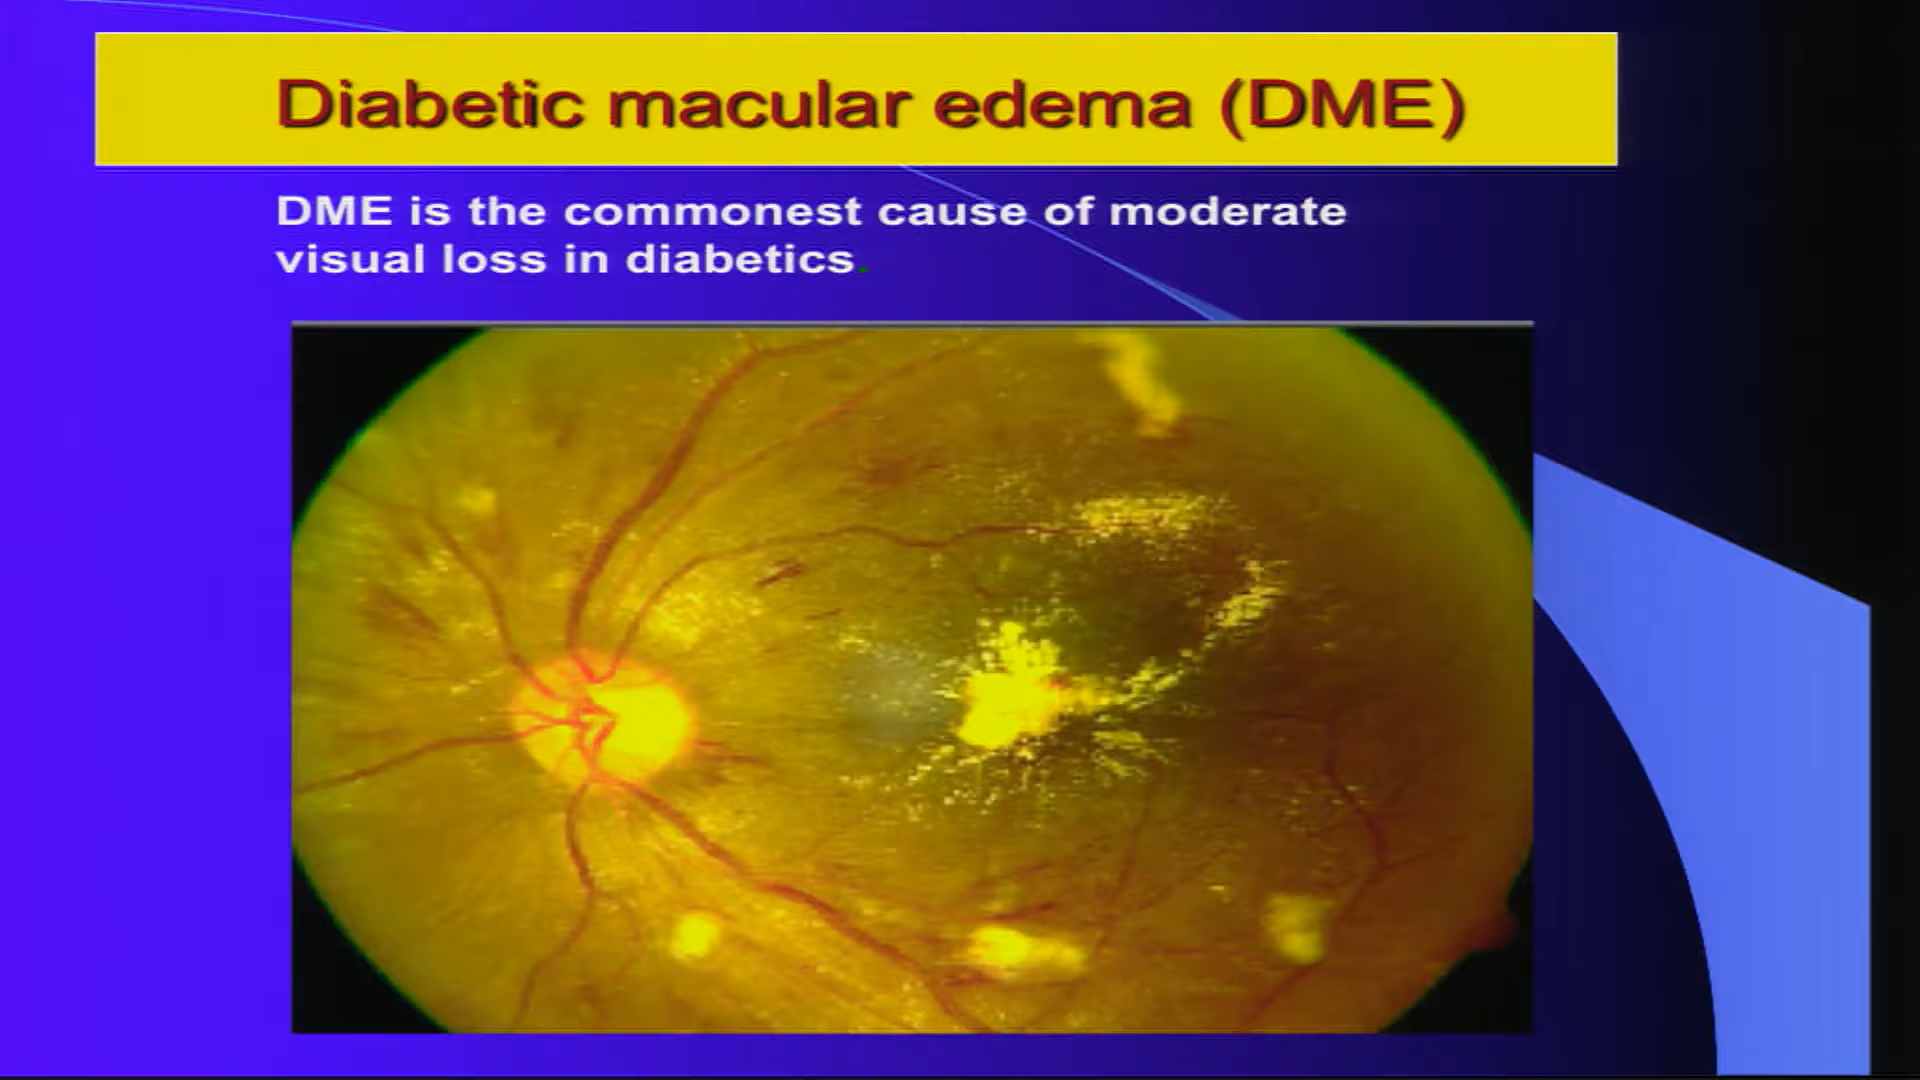 Diabetic macular edema (DME)
DME is the commonest cause of moderate
visual loss in diabetics.